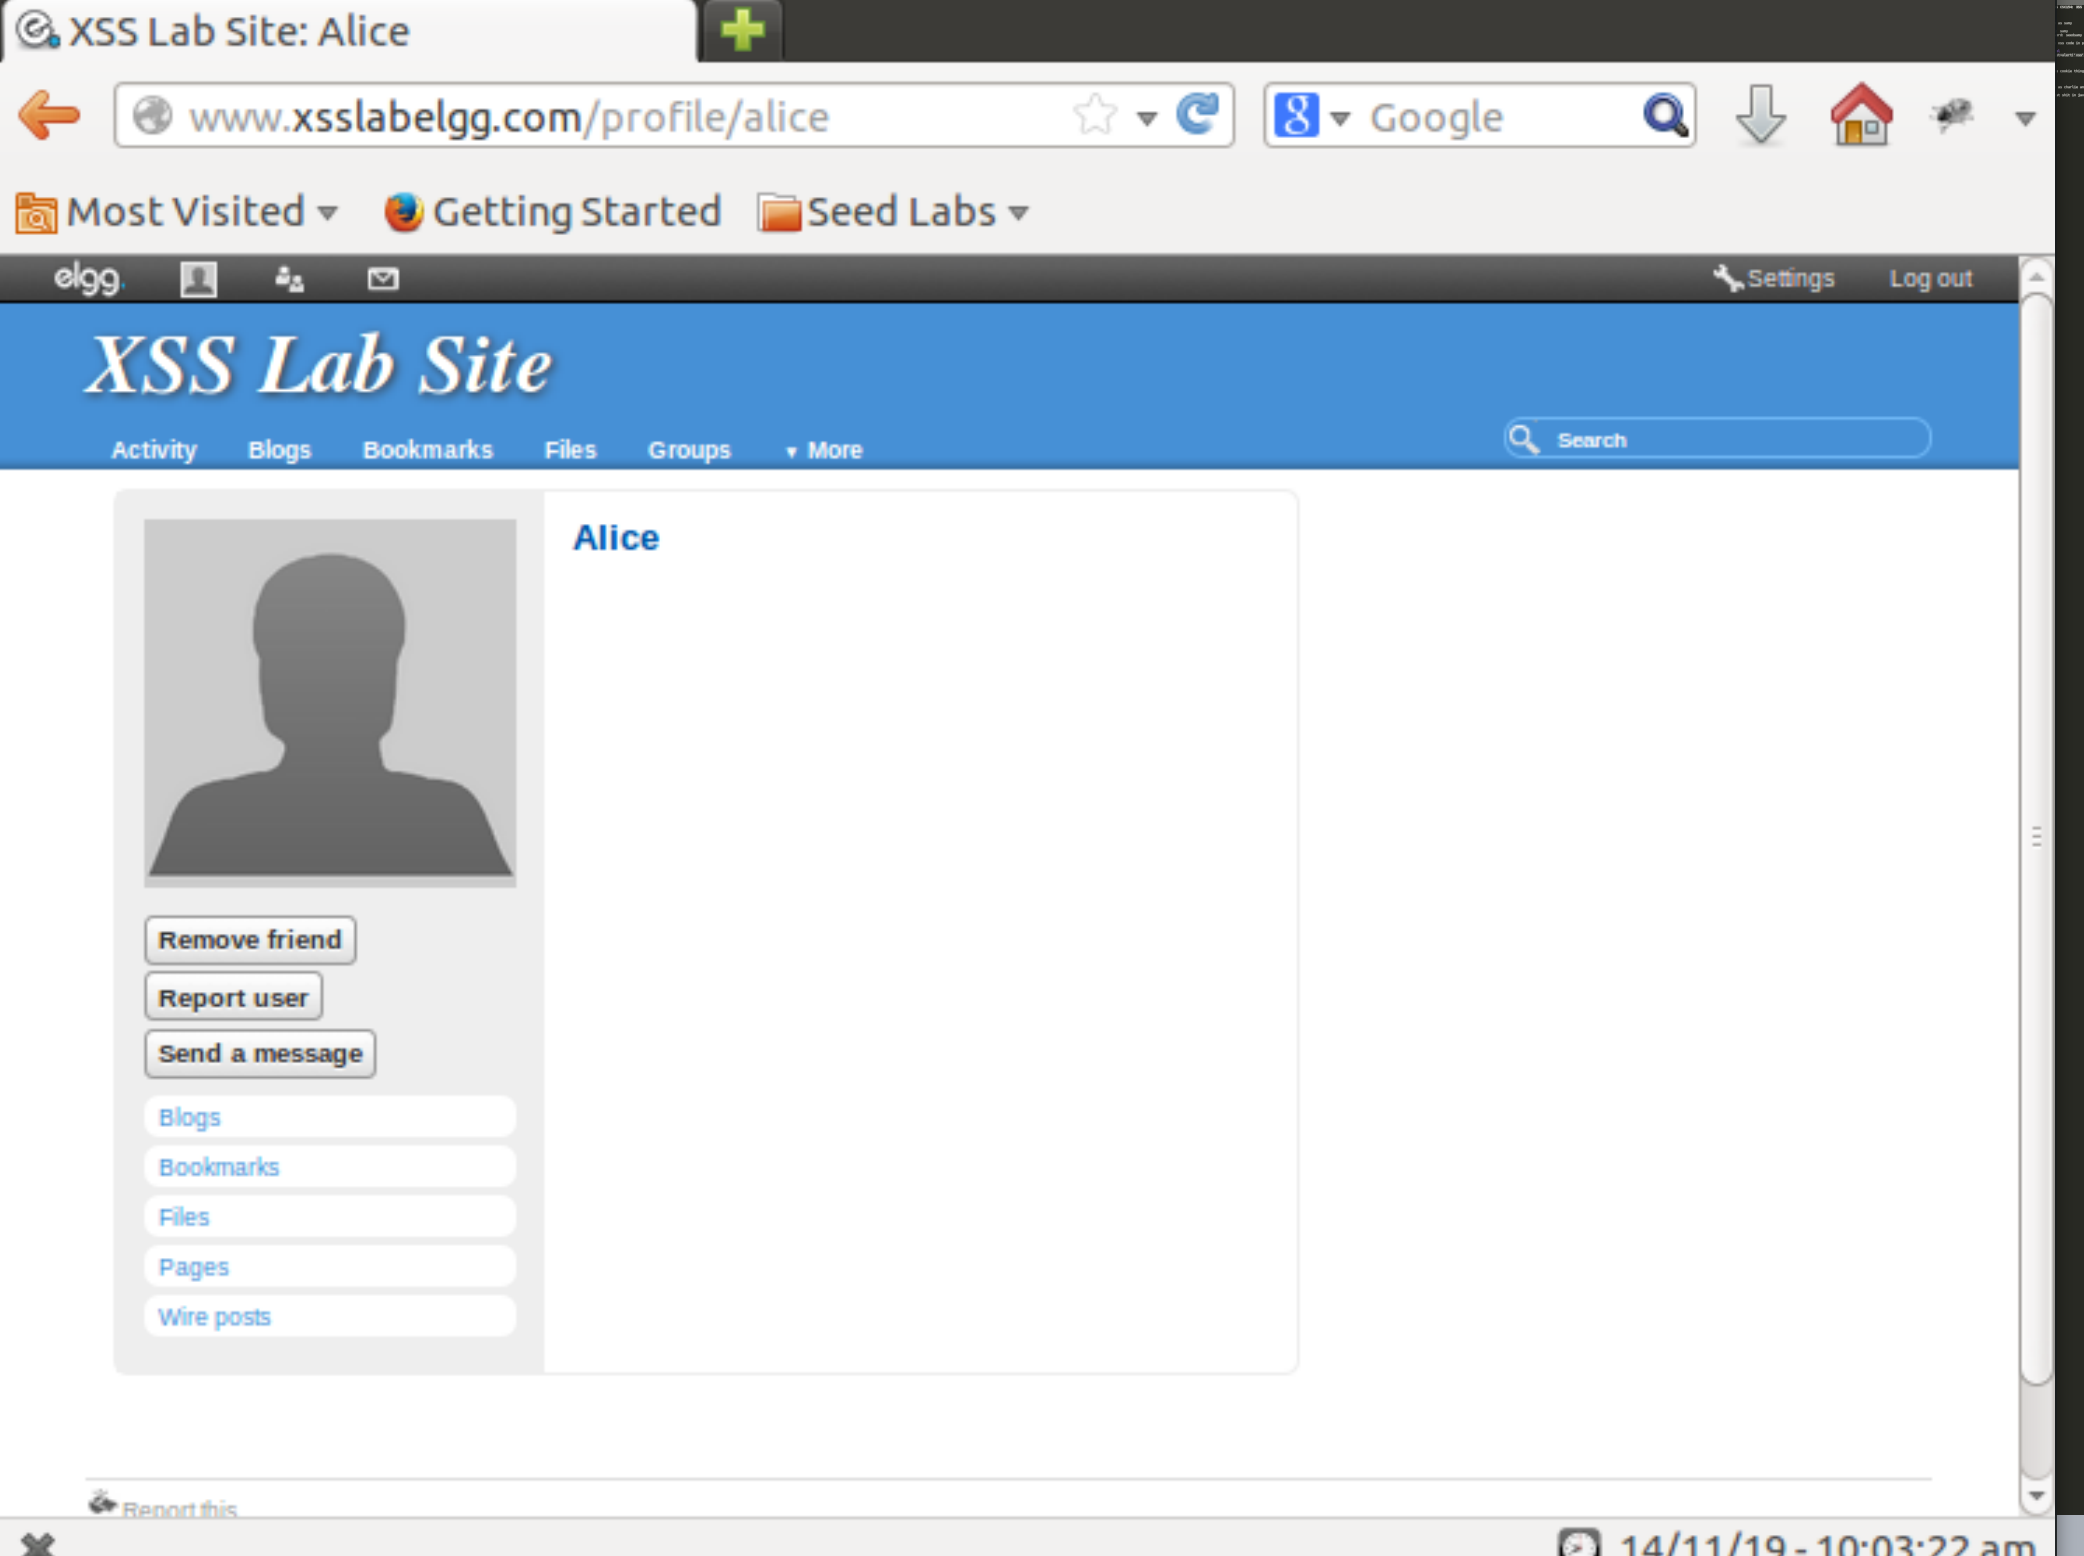 XSS Lab Site: Alice
www.xsslabelgg.com/profile/alice
Google
Most Visited
Getting Started
Seed Labs
elgg.
Settings
Log out
XSS Lab Site
Activity
Blogs
Bookmarks
Files
Groups
More
Search
Alice
Remove friend
Report user
Send a message
Blogs
Bookmarks
Files
Pages
Wire posts
Report this
14/11/19 - 10:03:22 am